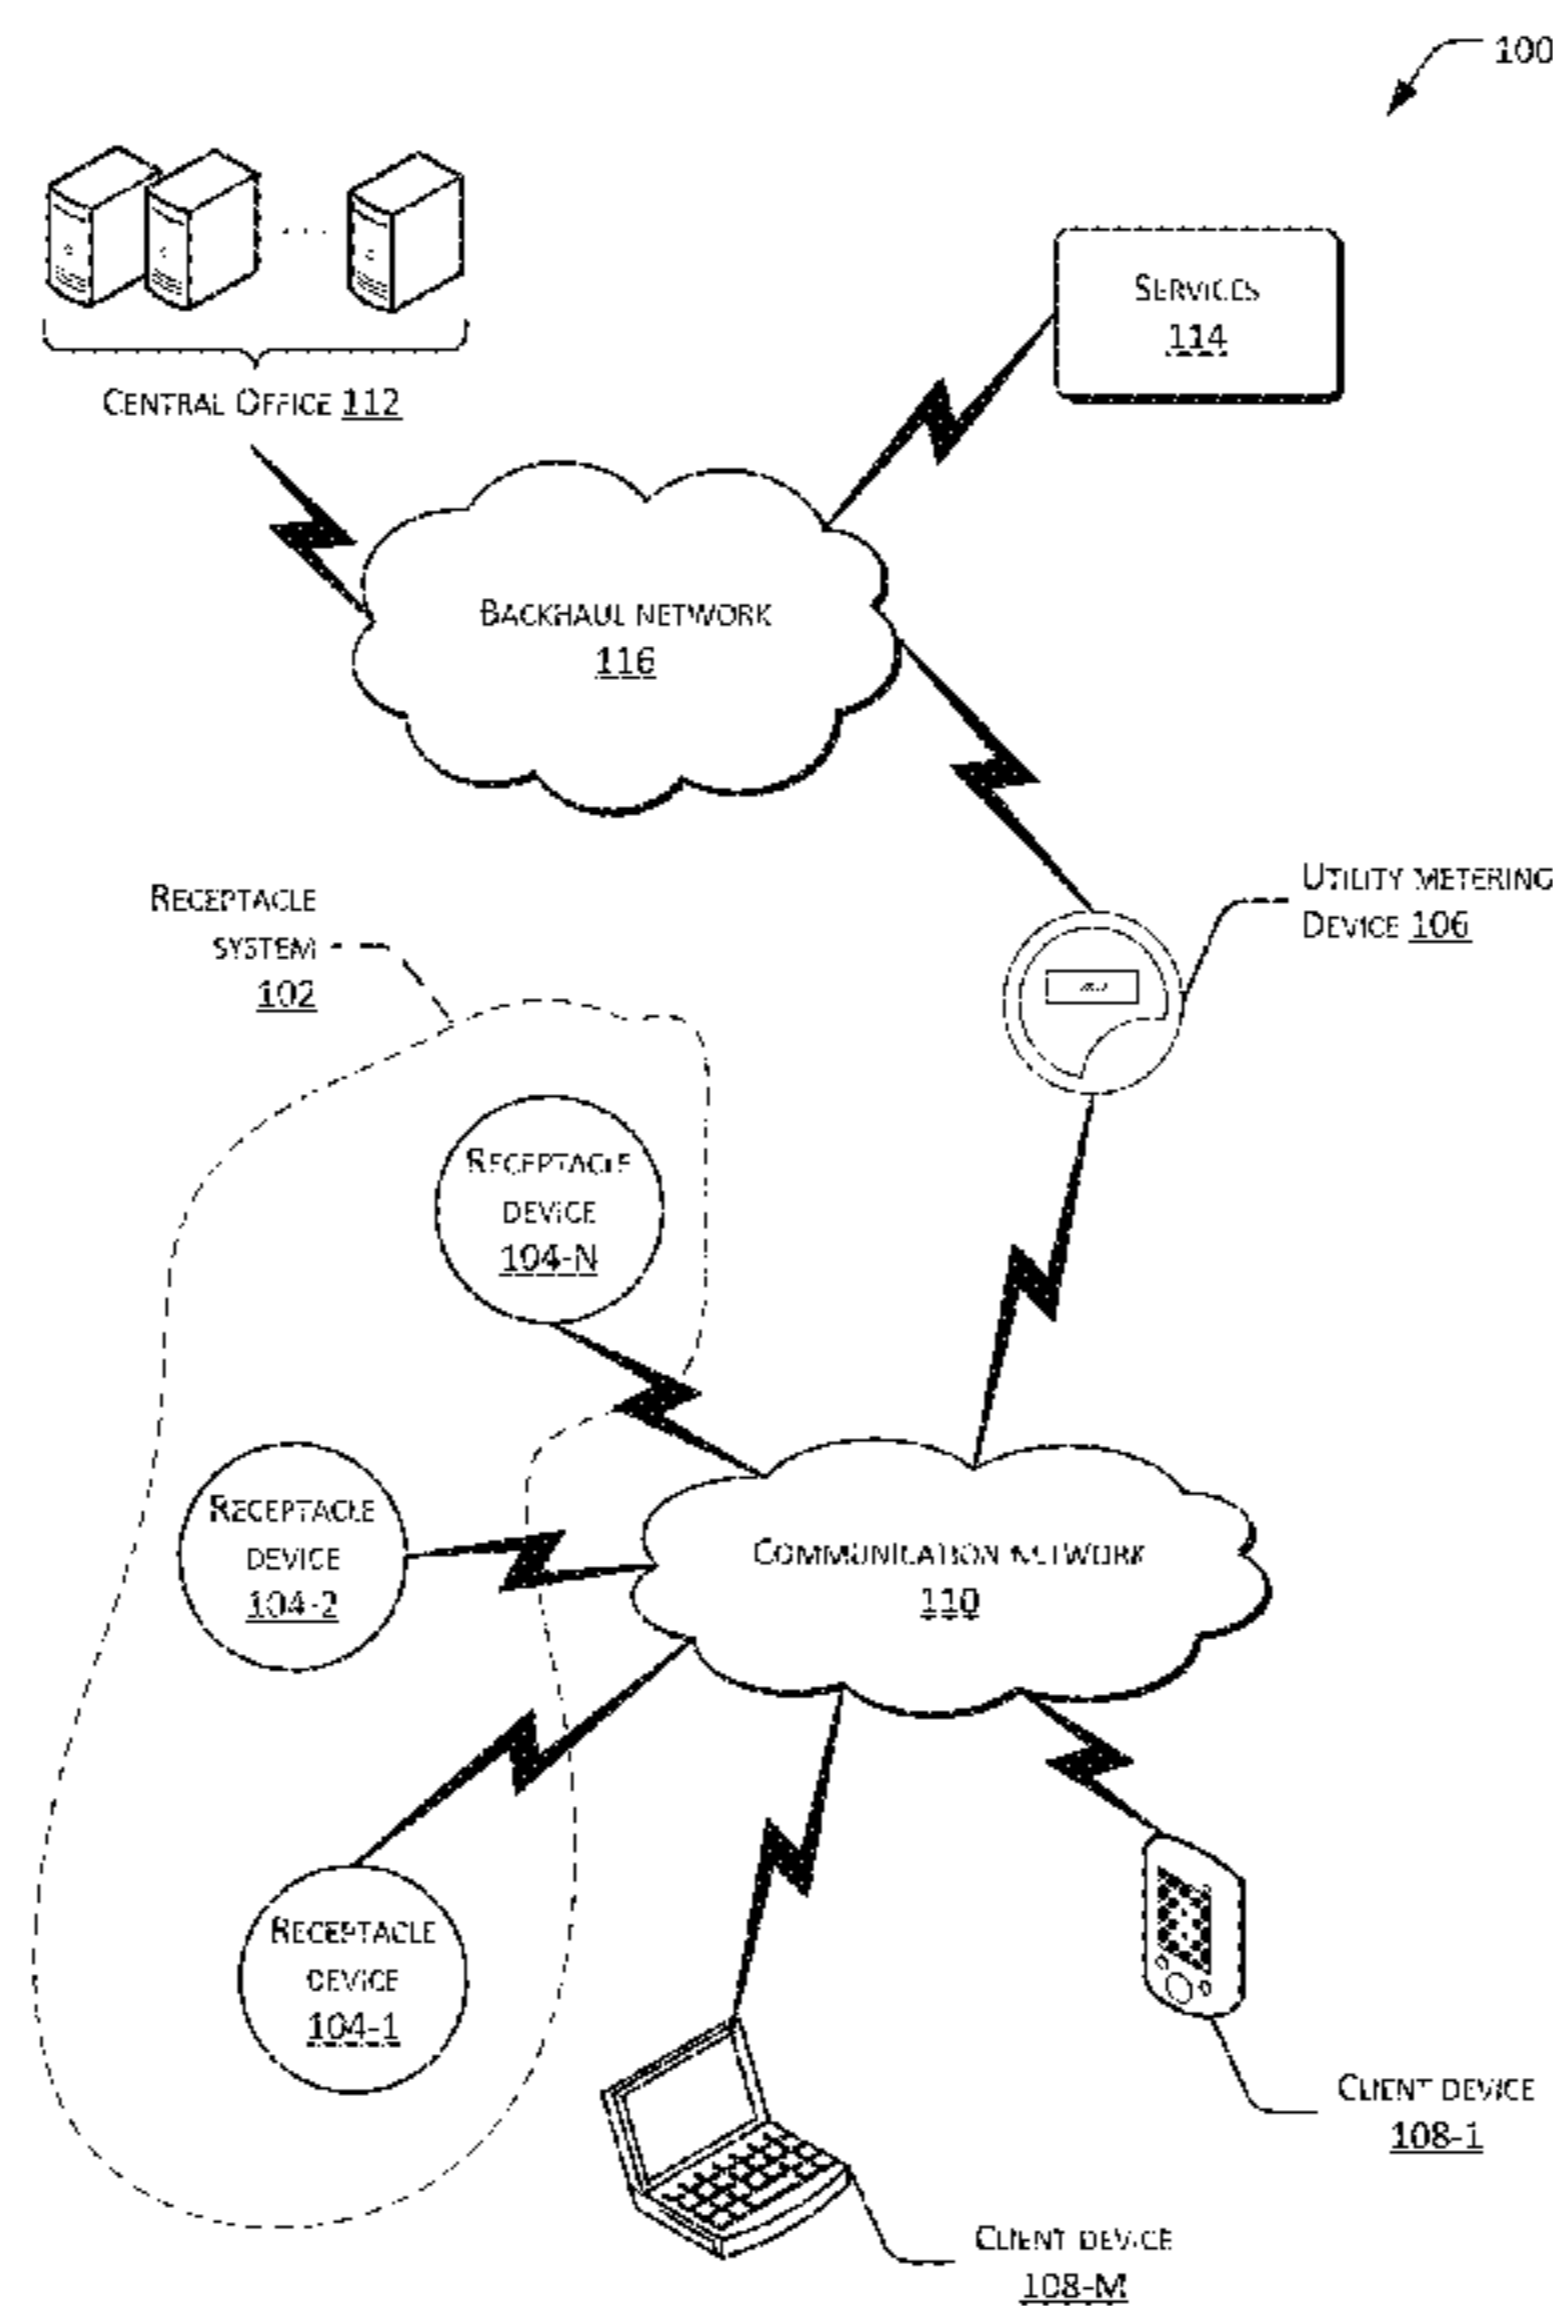 100
SERVICES
114
CENTRAL OFFICE 112
BACKHAUL NETWORK
116
UTILITY METERING
DEVICE 106
RECEPTACLE
SYSTEM
102
RECEPTACLE
DEVICE
104-N
RECEPTACLE
DEVICE
104-2
COMMUNICATION NETWORK
110
RECEPTACLE
DEVICE
104-1
CLIENT DEVICE
108-1
CLIENT DEVICE
108-M